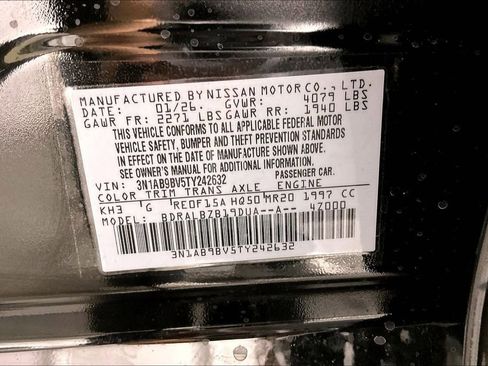 MANUFACTURED BY NISSAN MOTOR CO., LTD.
DATE: 01/26. GVWR: 4079 LBS
GAWR FR: 2271 LBS GAWR RR: 1940 LBS
THIS VEHICLE CONFORMS TO ALL APPLICABLE FEDERAL MOTOR
VEHICLE SAFETY, BUMPER AND THEFT PREVENTION STANDARDS
IN EFFECT ON THE DATE OF MANUFACTURE SHOWN ABOVE.
SEE OWNER'S MANUAL FOR ADDITIONAL INFORMATION.
VIN: 3N1AB9BV5TY242632 PASSENGER CAR.
COLOR TRIM TRANS AXLE ENGINE
KH3 G RE0F15A HQ50 MR20 1997 CC
MODEL: BDRALBZB19DUA--A-- 47000
3N1AB9BV5TY242632